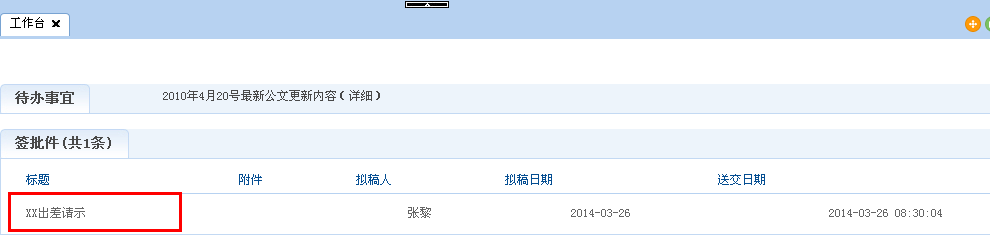 工作台 ✖
待办事宜 2010年4月20号最新公文更新内容（详细）
签批件(共1条)
标题 附件 拟稿人 拟稿日期 送交日期
XX出差请示 张黎 2014-03-26 2014-03-26 08:30:04